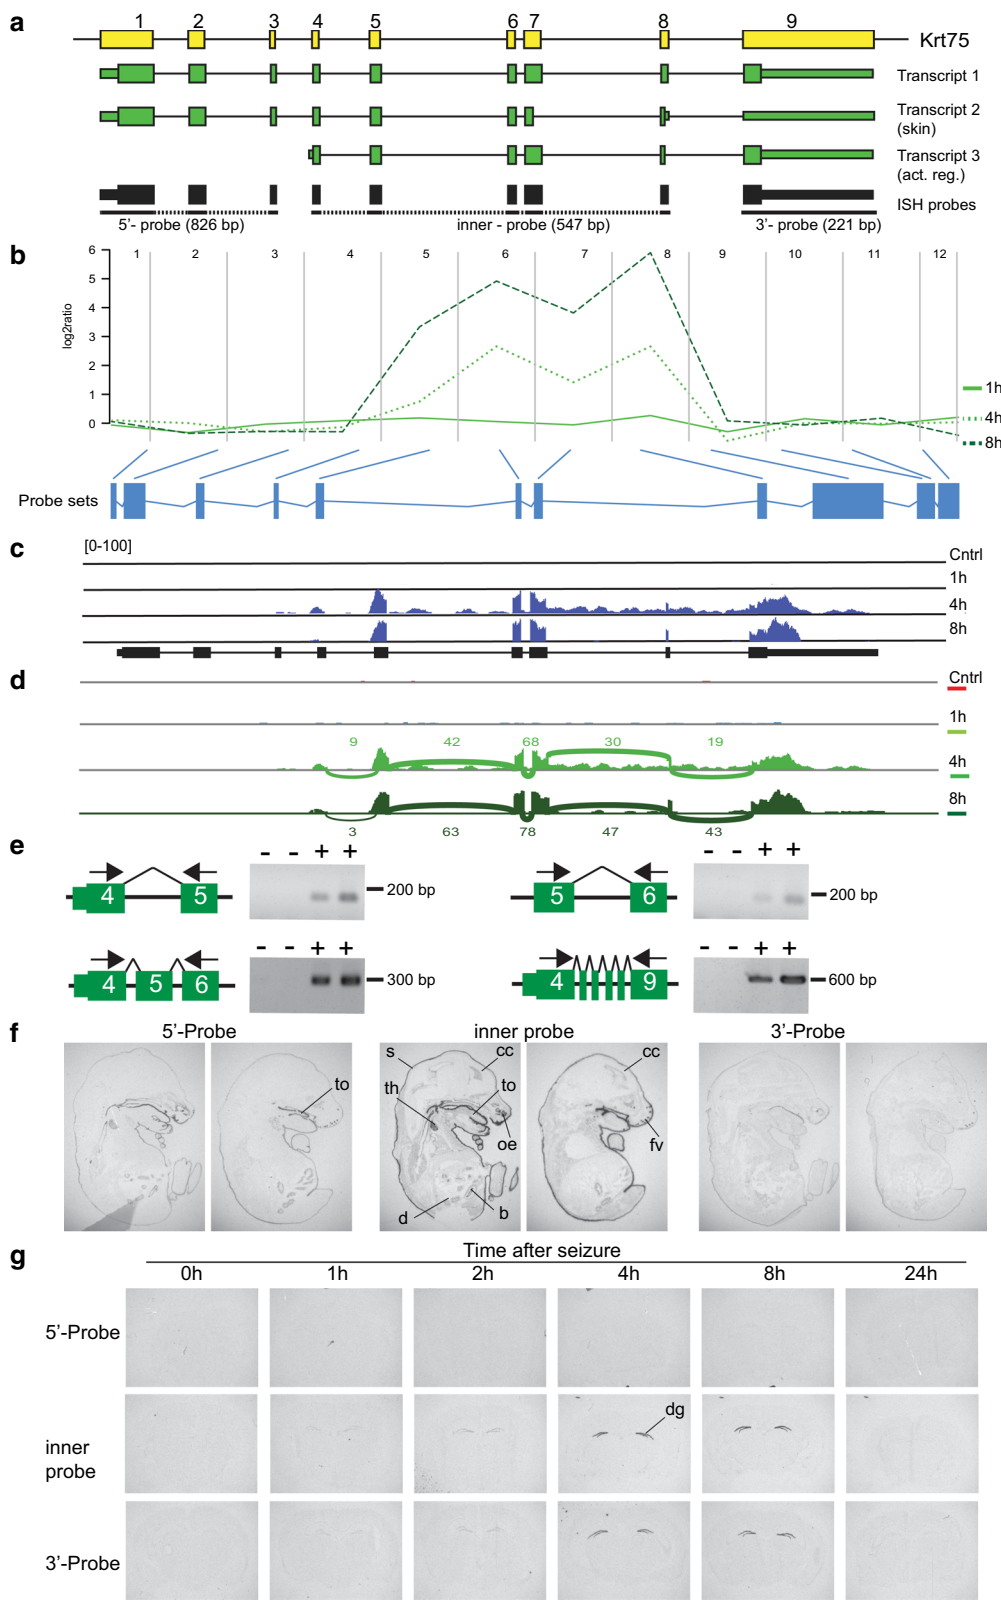 a
1 2 3 4 5 6 7 8 9
Krt75
Transcript 1
Transcript 2
(skin)
Transcript 3
(act. reg.)
ISH probes
5'- probe (826 bp) inner - probe (547 bp) 3'- probe (221 bp)
b
6
5
4
3
2
1
0
log2ratio
1 2 3 4 5 6 7 8 9 10 11 12
1h
4h
8h
Probe sets
c
[0-100]
Cntrl
1h
4h
8h
d
Cntrl
1h
9 42 68 30 19
4h
8h
3 63 78 47 43
e
- - + +
4 5
200 bp
- - + +
5 6
200 bp
- - + +
4 5 6
300 bp
- - + +
4 9
600 bp
f
5'-Probe inner probe 3'-Probe
to
s cc
th to
oe
d b
cc
fv
g
Time after seizure
0h 1h 2h 4h 8h 24h
5'-Probe
inner
probe
dg
3'-Probe